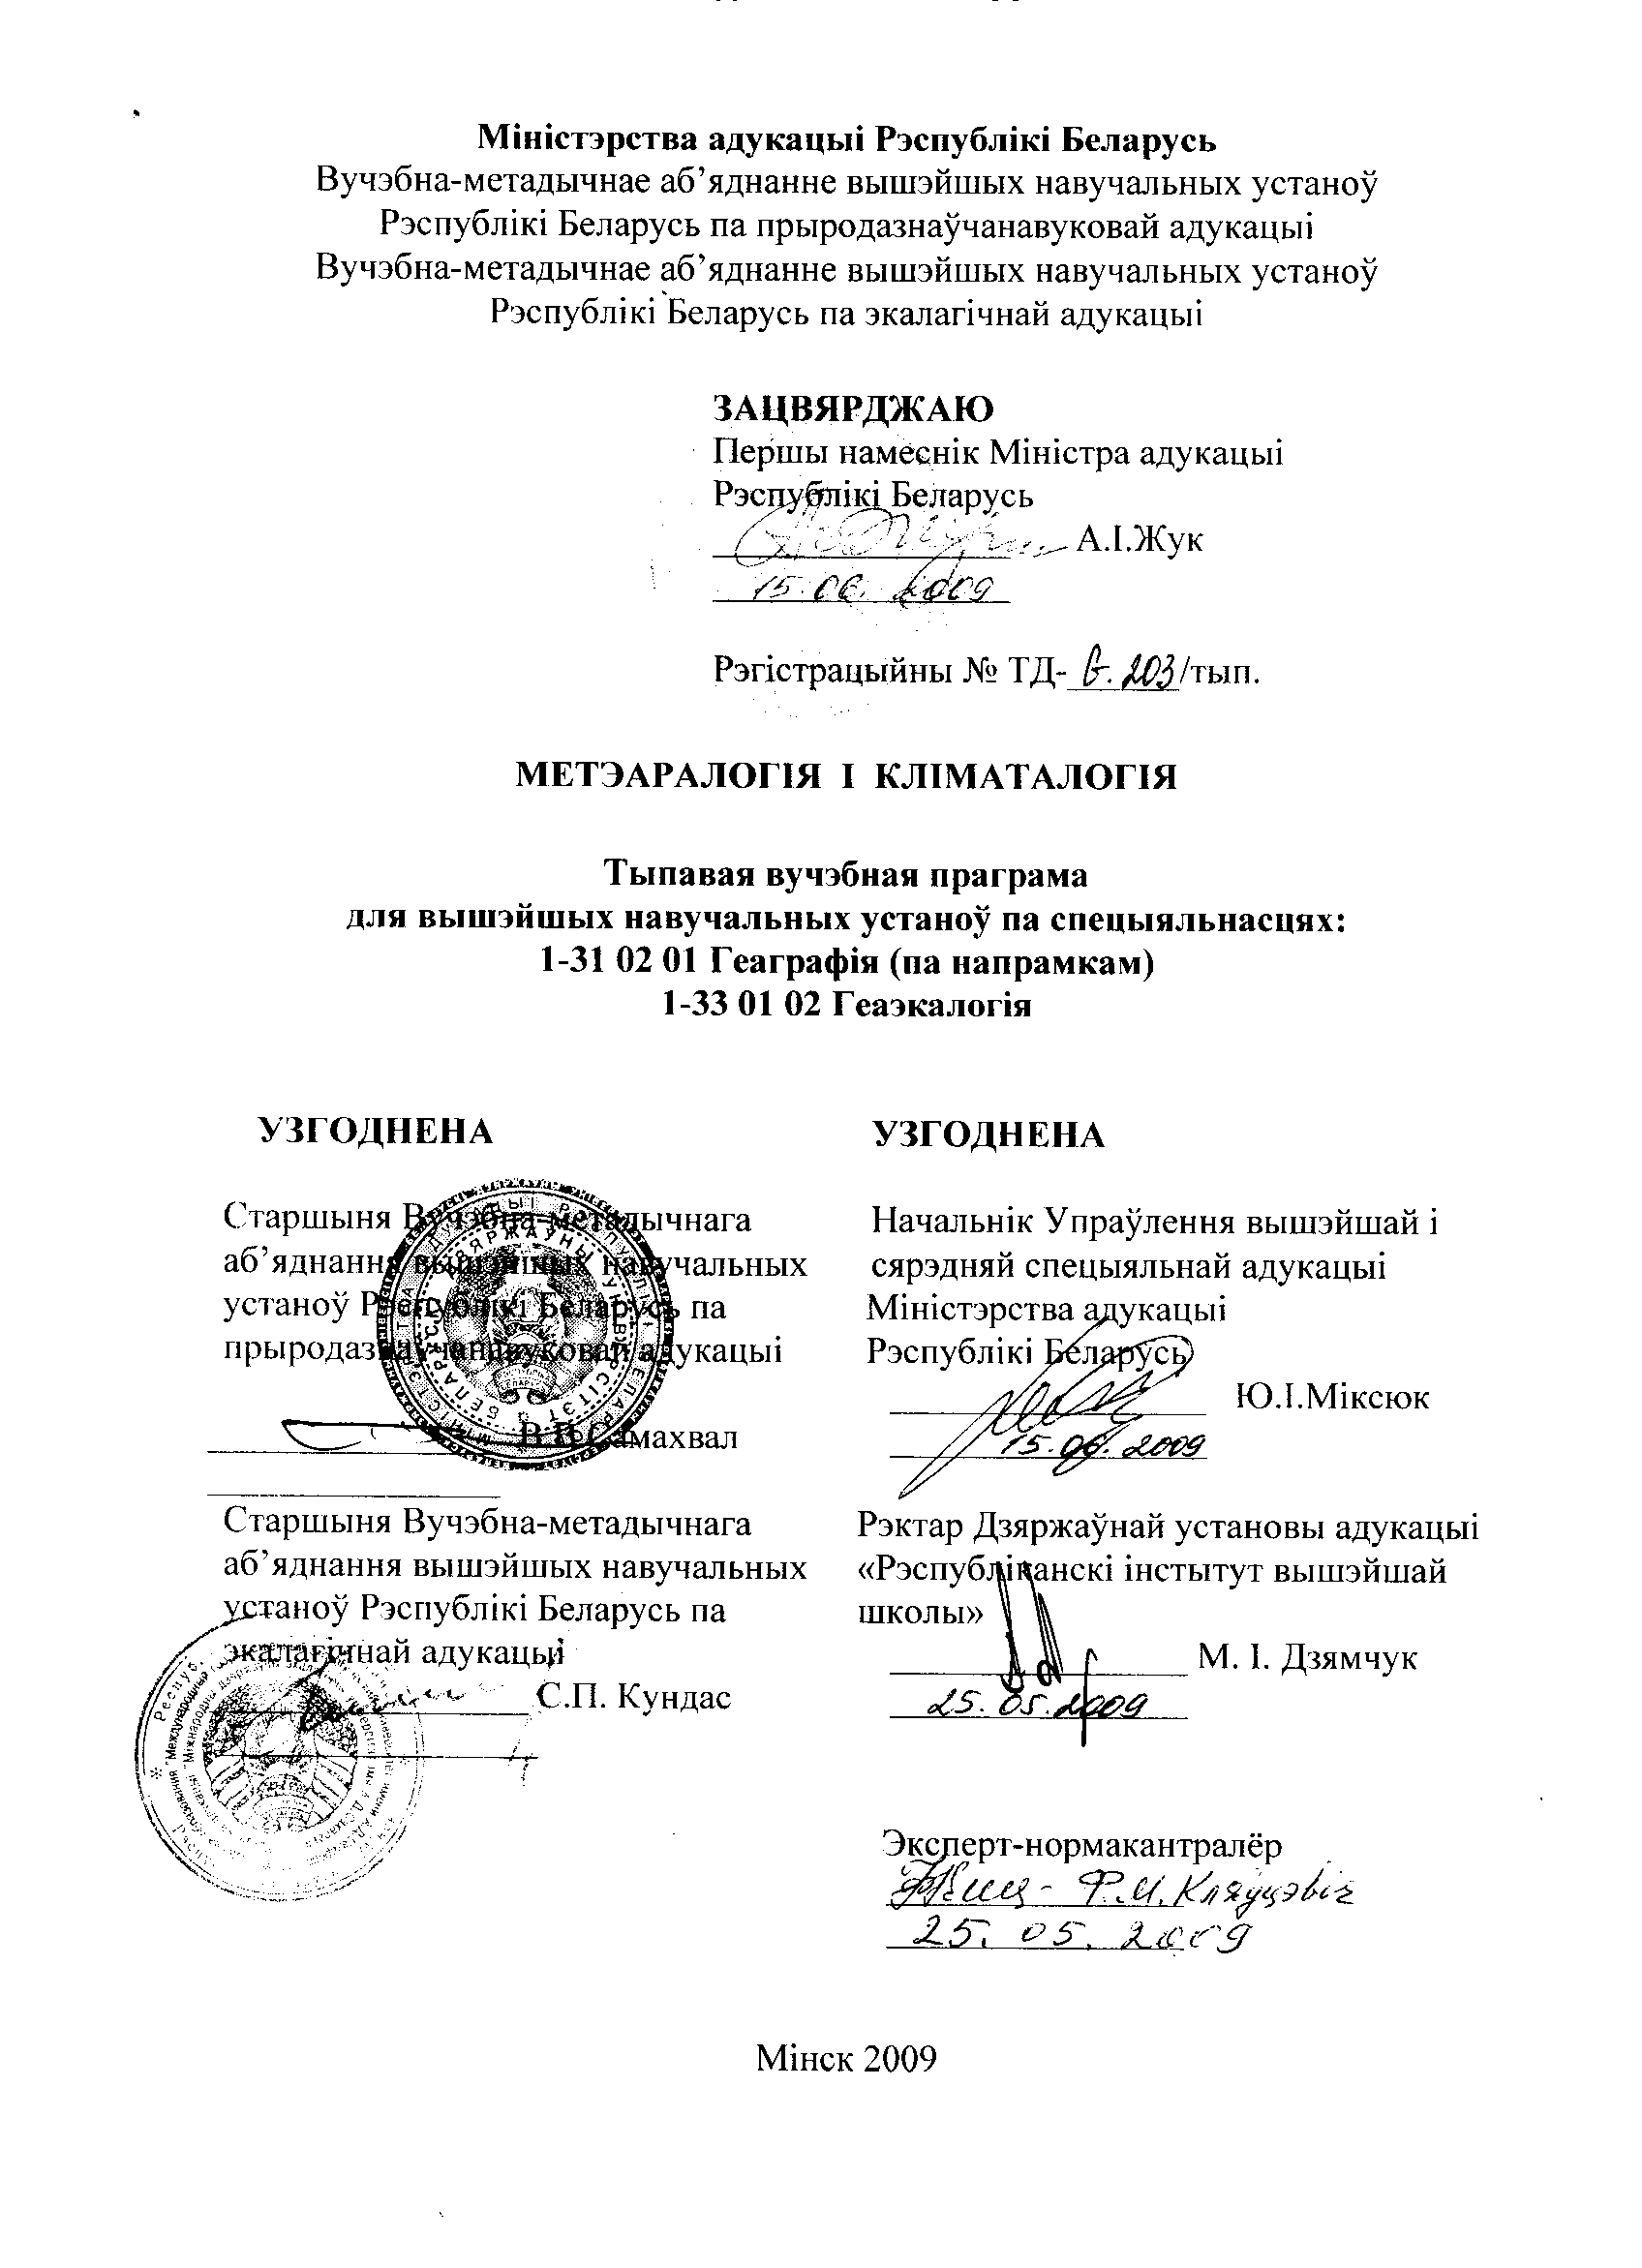 Міністэрства адукацыі Рэспублікі Беларусь
Вучэбна-метадычнае аб’яднанне вышэйшых навучальных устаноў
Рэспублікі Беларусь па прыродазнаўчанавуковай адукацыі
Вучэбна-метадычнае аб’яднанне вышэйшых навучальных устаноў
Рэспублікі Беларусь па экалагічнай адукацыі
ЗАЦВЯРДЖАЮ
Першы намеснік Міністра адукацыі
Рэспублікі Беларусь
А.І.Жук
15.06. 2009
Рэгістрацыйны № ТД-G.203/тып.
МЕТЭАРАЛОГІЯ І КЛІМАТАЛОГІЯ
Тыпавая вучэбная праграма
для вышэйшых навучальных устаноў па спецыяльнасцях:
1-31 02 01 Геаграфія (па напрамкам)
1-33 01 02 Геаэкалогія
УЗГОДНЕНА
Старшыня Вучэбна-метадычнага
аб’яднання вышэйшых навучальных
устаноў Рэспублікі Беларусь па
прыродазнаўчанавуковай адукацыі
Самахвал
Старшыня Вучэбна-метадычнага
аб’яднання вышэйшых навучальных
устаноў Рэспублікі Беларусь па
экалагічнай адукацыі
С.П. Кундас
УЗГОДНЕНА
Начальнік Упраўлення вышэйшай і
сярэдняй спецыяльнай адукацыі
Міністэрства адукацыі
Рэспублікі Беларусь
Ю.І.Міксюк
15.06.2009
Рэктар Дзяржаўнай установы адукацыі
«Рэспубліканскі інстытут вышэйшай
школы»
М. І. Дзямчук
25.05.2009
Эксперт-нормакантралёр
Ф.М.Кляўцэвіч
25.05.2009
Мінск 2009